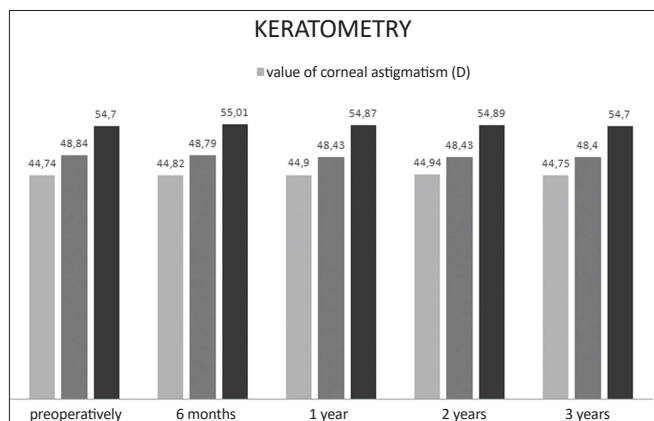 KERATOMETRY
value of corneal astigmatism (D)
44,74 48,84 54,7 44,82 48,79 55,01 44,9 48,43 54,87 44,94 48,43 54,89 44,75 48,4 54,7
preoperatively 6 months 1 year 2 years 3 years